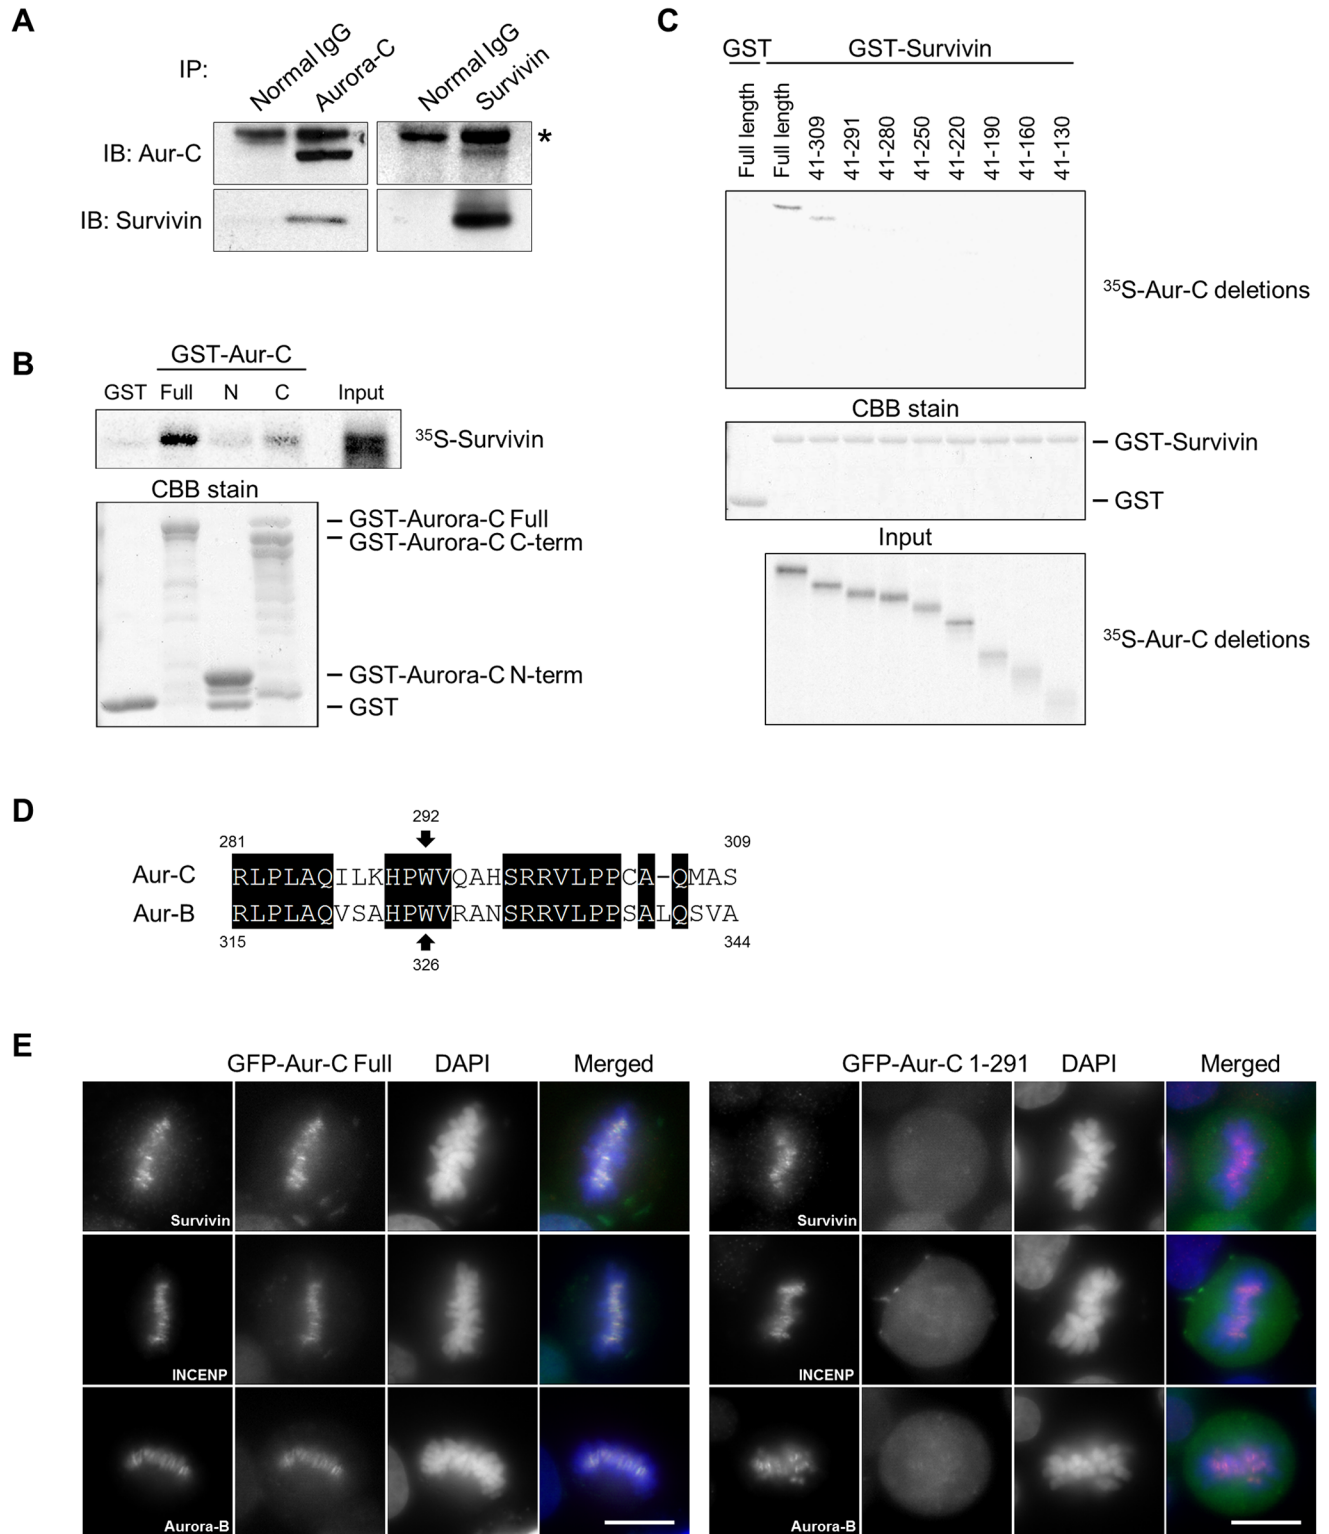 A
IP:
Normal IgG
Aurora-C
Normal IgG
Survivin
*
IB: Aur-C
IB: Survivin
B
GST-Aur-C
GST Full N C Input
35S-Survivin
CBB stain
– GST-Aurora-C Full
– GST-Aurora-C C-term
– GST-Aurora-C N-term
– GST
C
GST GST-Survivin
Full length
Full length
41-309
41-291
41-280
41-250
41-220
41-190
41-160
41-130
35S-Aur-C deletions
CBB stain
– GST-Survivin
– GST
Input
35S-Aur-C deletions
D
292
281 309
Aur-C RLPLAQILKHPWVQAHSRRVLPPCA-QMAS
Aur-B RLPLAQVSAHPWVRANSRRVLPPSALQSVA
315 344
326
E
GFP-Aur-C Full DAPI Merged
Survivin
INCENP
Aurora-B
GFP-Aur-C 1-291 DAPI Merged
Survivin
INCENP
Aurora-B